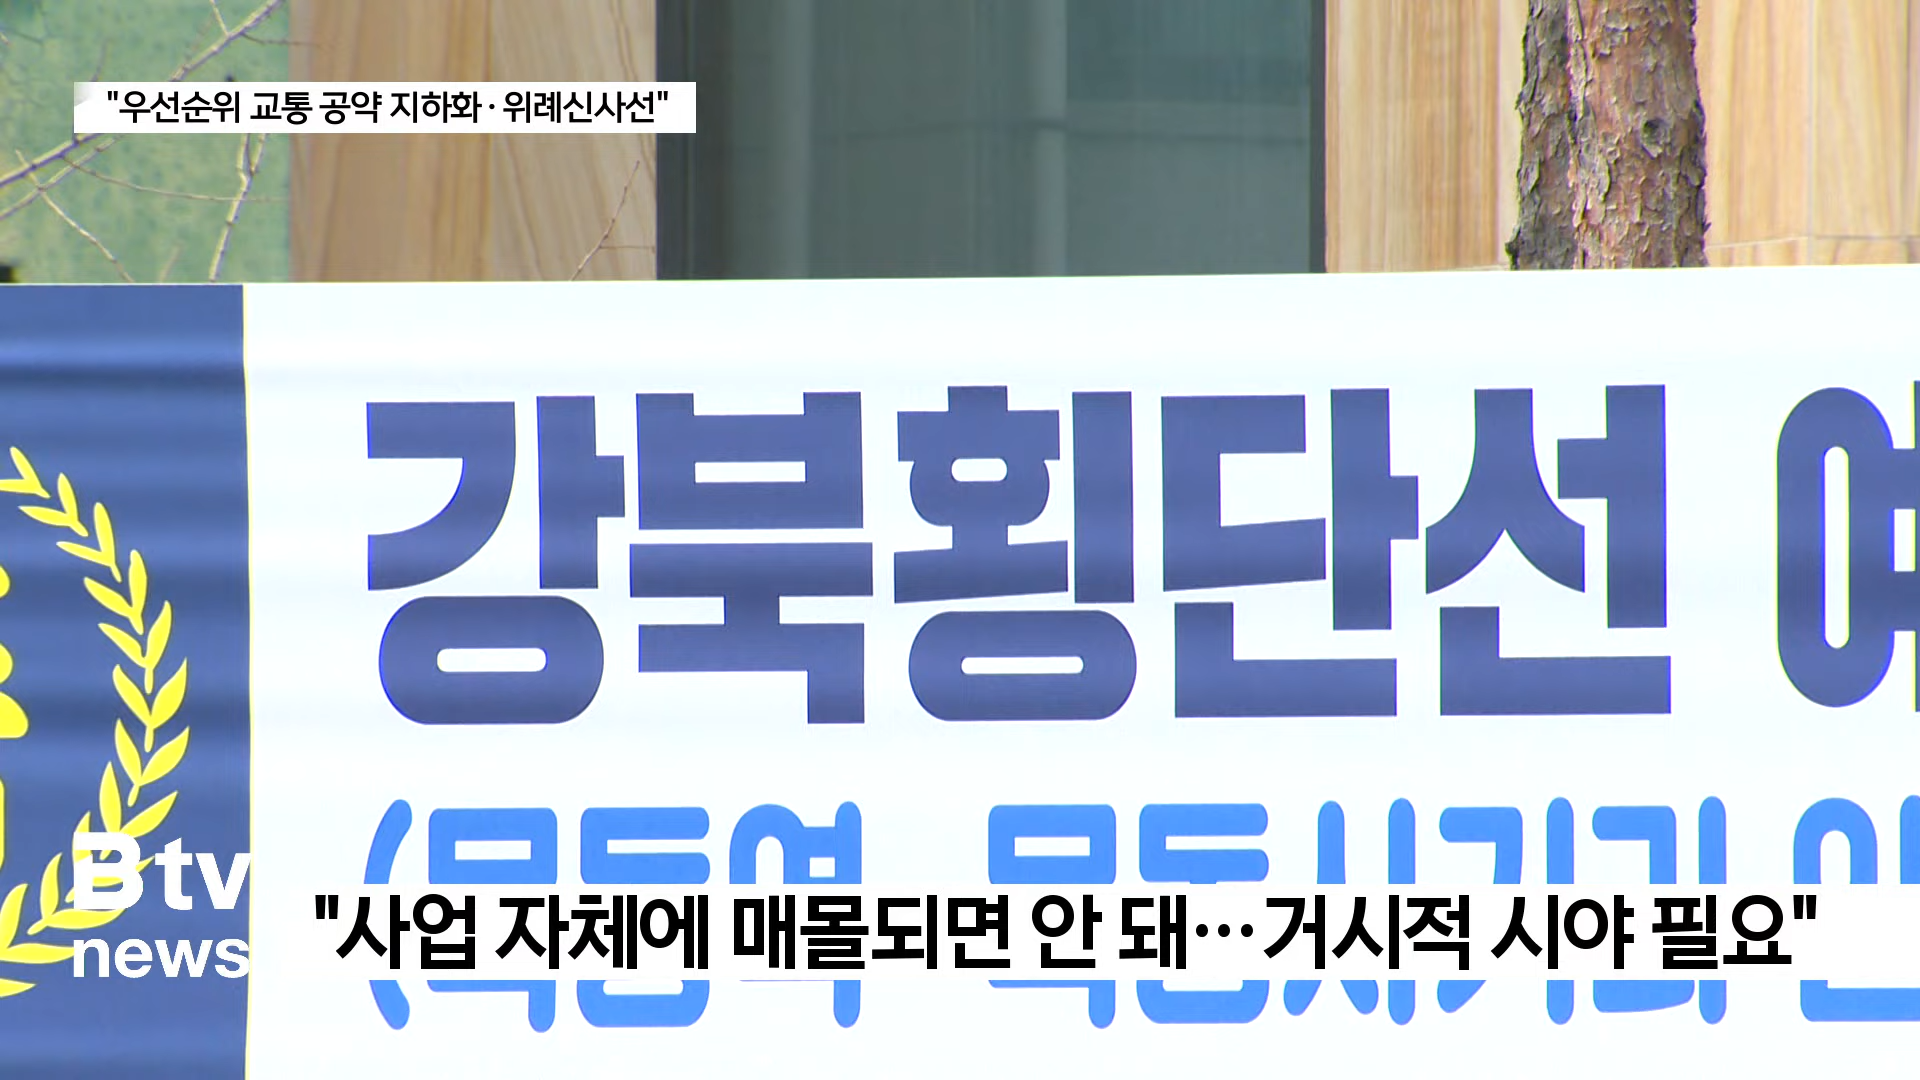 "우선순위 교통 공약 지하화·위례신사선"
강북횡단선
B tv
news
"사업 자체에 매몰되면 안 돼…거시적 시야 필요"